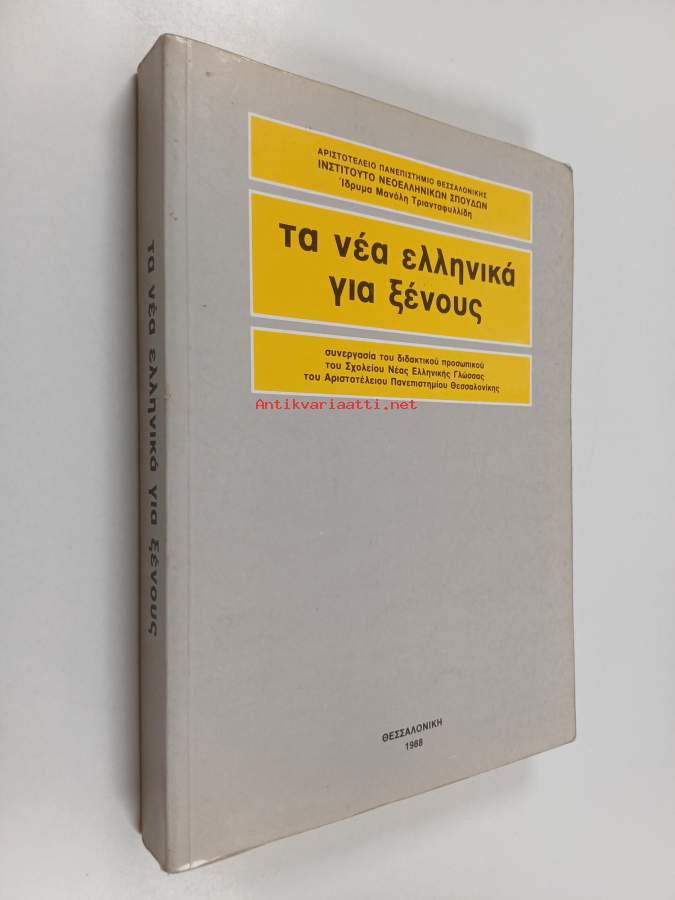 ΑΡΙΣΤΟΤΕΛΕΙΟ ΠΑΝΕΠΙΣΤΗΜΙΟ ΘΕΣΣΑΛΟΝΙΚΗΣ
ΙΝΣΤΙΤΟΥΤΟ ΝΕΟΕΛΛΗΝΙΚΩΝ ΣΠΟΥΔΩΝ
Ίδρυμα Μανόλη Τριανταφυλλίδη
τα νέα ελληνικά
για ξένους
συνεργασία του διδακτικού προσωπικού
του Σχολείου Νέας Ελληνικής Γλώσσας
του Αριστοτέλειου Πανεπιστημίου Θεσσαλονίκης
Antikvariaatti.net
ΘΕΣΣΑΛΟΝΙΚΗ
1988
τα νέα ελληνικά για ξένους